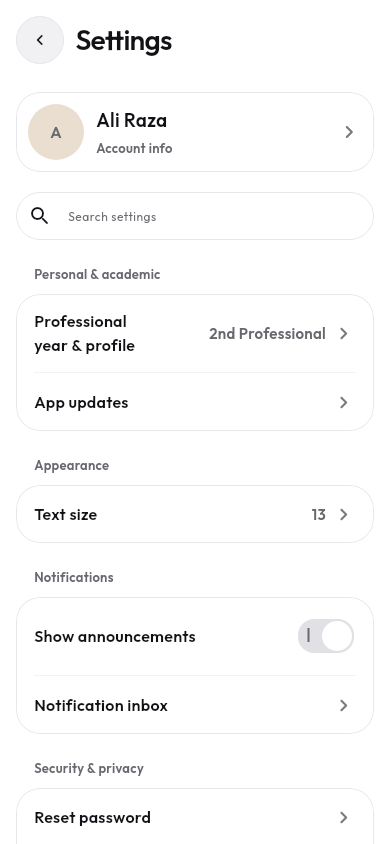 Settings
A
Ali Raza
Account info
Search settings
Personal & academic
Professional
year & profile
2nd Professional
App updates
Appearance
Text size
13
Notifications
Show announcements
Notification inbox
Security & privacy
Reset password